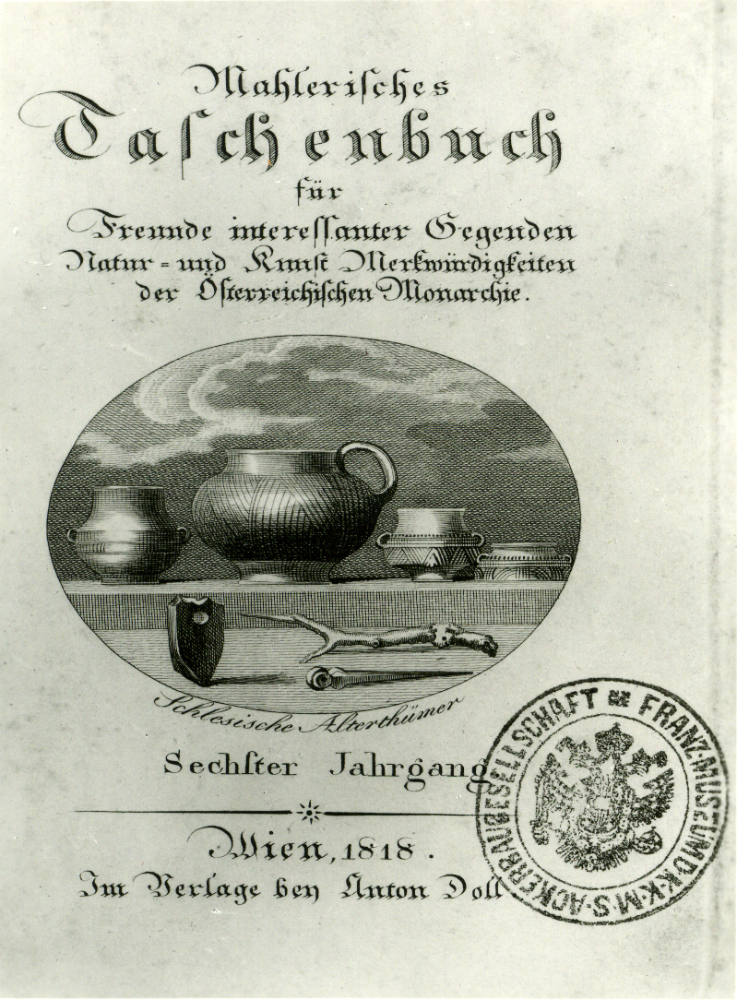 Mahlerisches
Taschenbuch
für
Freunde interessanter Gegenden
Natur = und Kunst Merkwürdigkeiten
der Österreichischen Monarchie.
Schlesische Alterthümer
Sechster Jahrgang
Wien, 1818.
Im Verlage bey Anton Doll
FRANZ-MUSEUM D·K·K·M·S·ACKERBAUGESELLSCHAFT